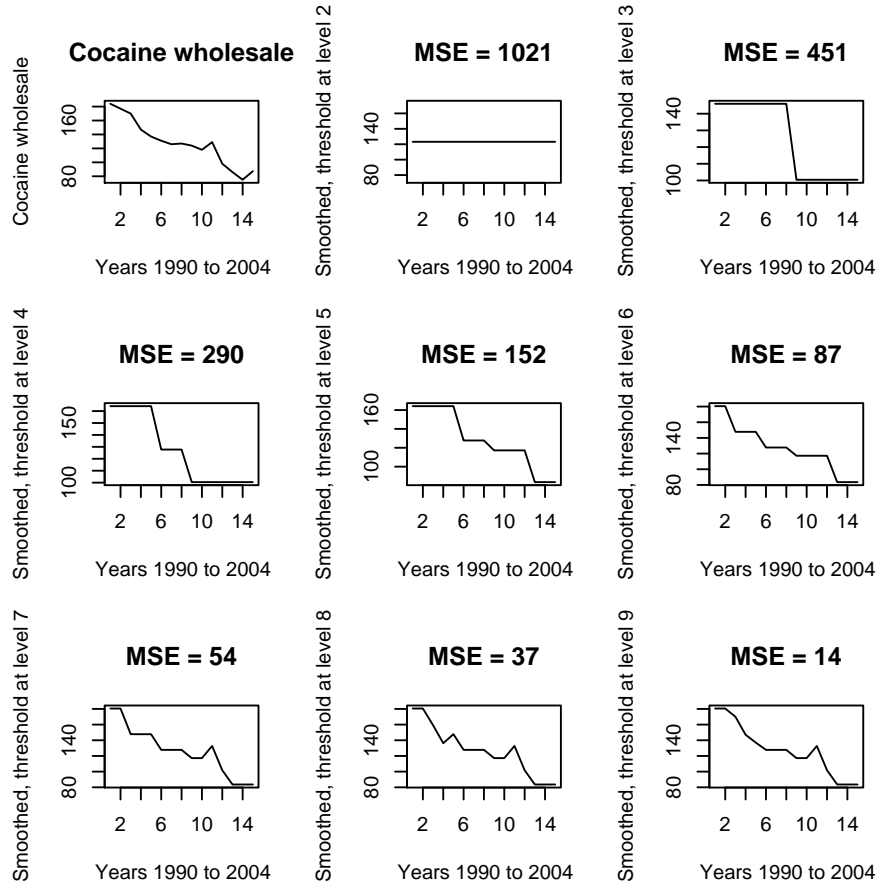 Cocaine wholesale
Cocaine wholesale
80
160
2 6 10 14
Years 1990 to 2004
MSE = 1021
Smoothed, threshold at level 2
80
140
2 6 10 14
Years 1990 to 2004
MSE = 451
Smoothed, threshold at level 3
100
140
2 6 10 14
Years 1990 to 2004
MSE = 290
Smoothed, threshold at level 4
100
150
2 6 10 14
Years 1990 to 2004
MSE = 152
Smoothed, threshold at level 5
100
160
2 6 10 14
Years 1990 to 2004
MSE = 87
Smoothed, threshold at level 6
80
140
2 6 10 14
Years 1990 to 2004
MSE = 54
Smoothed, threshold at level 7
80
140
2 6 10 14
Years 1990 to 2004
MSE = 37
Smoothed, threshold at level 8
80
140
2 6 10 14
Years 1990 to 2004
MSE = 14
Smoothed, threshold at level 9
80
140
2 6 10 14
Years 1990 to 2004